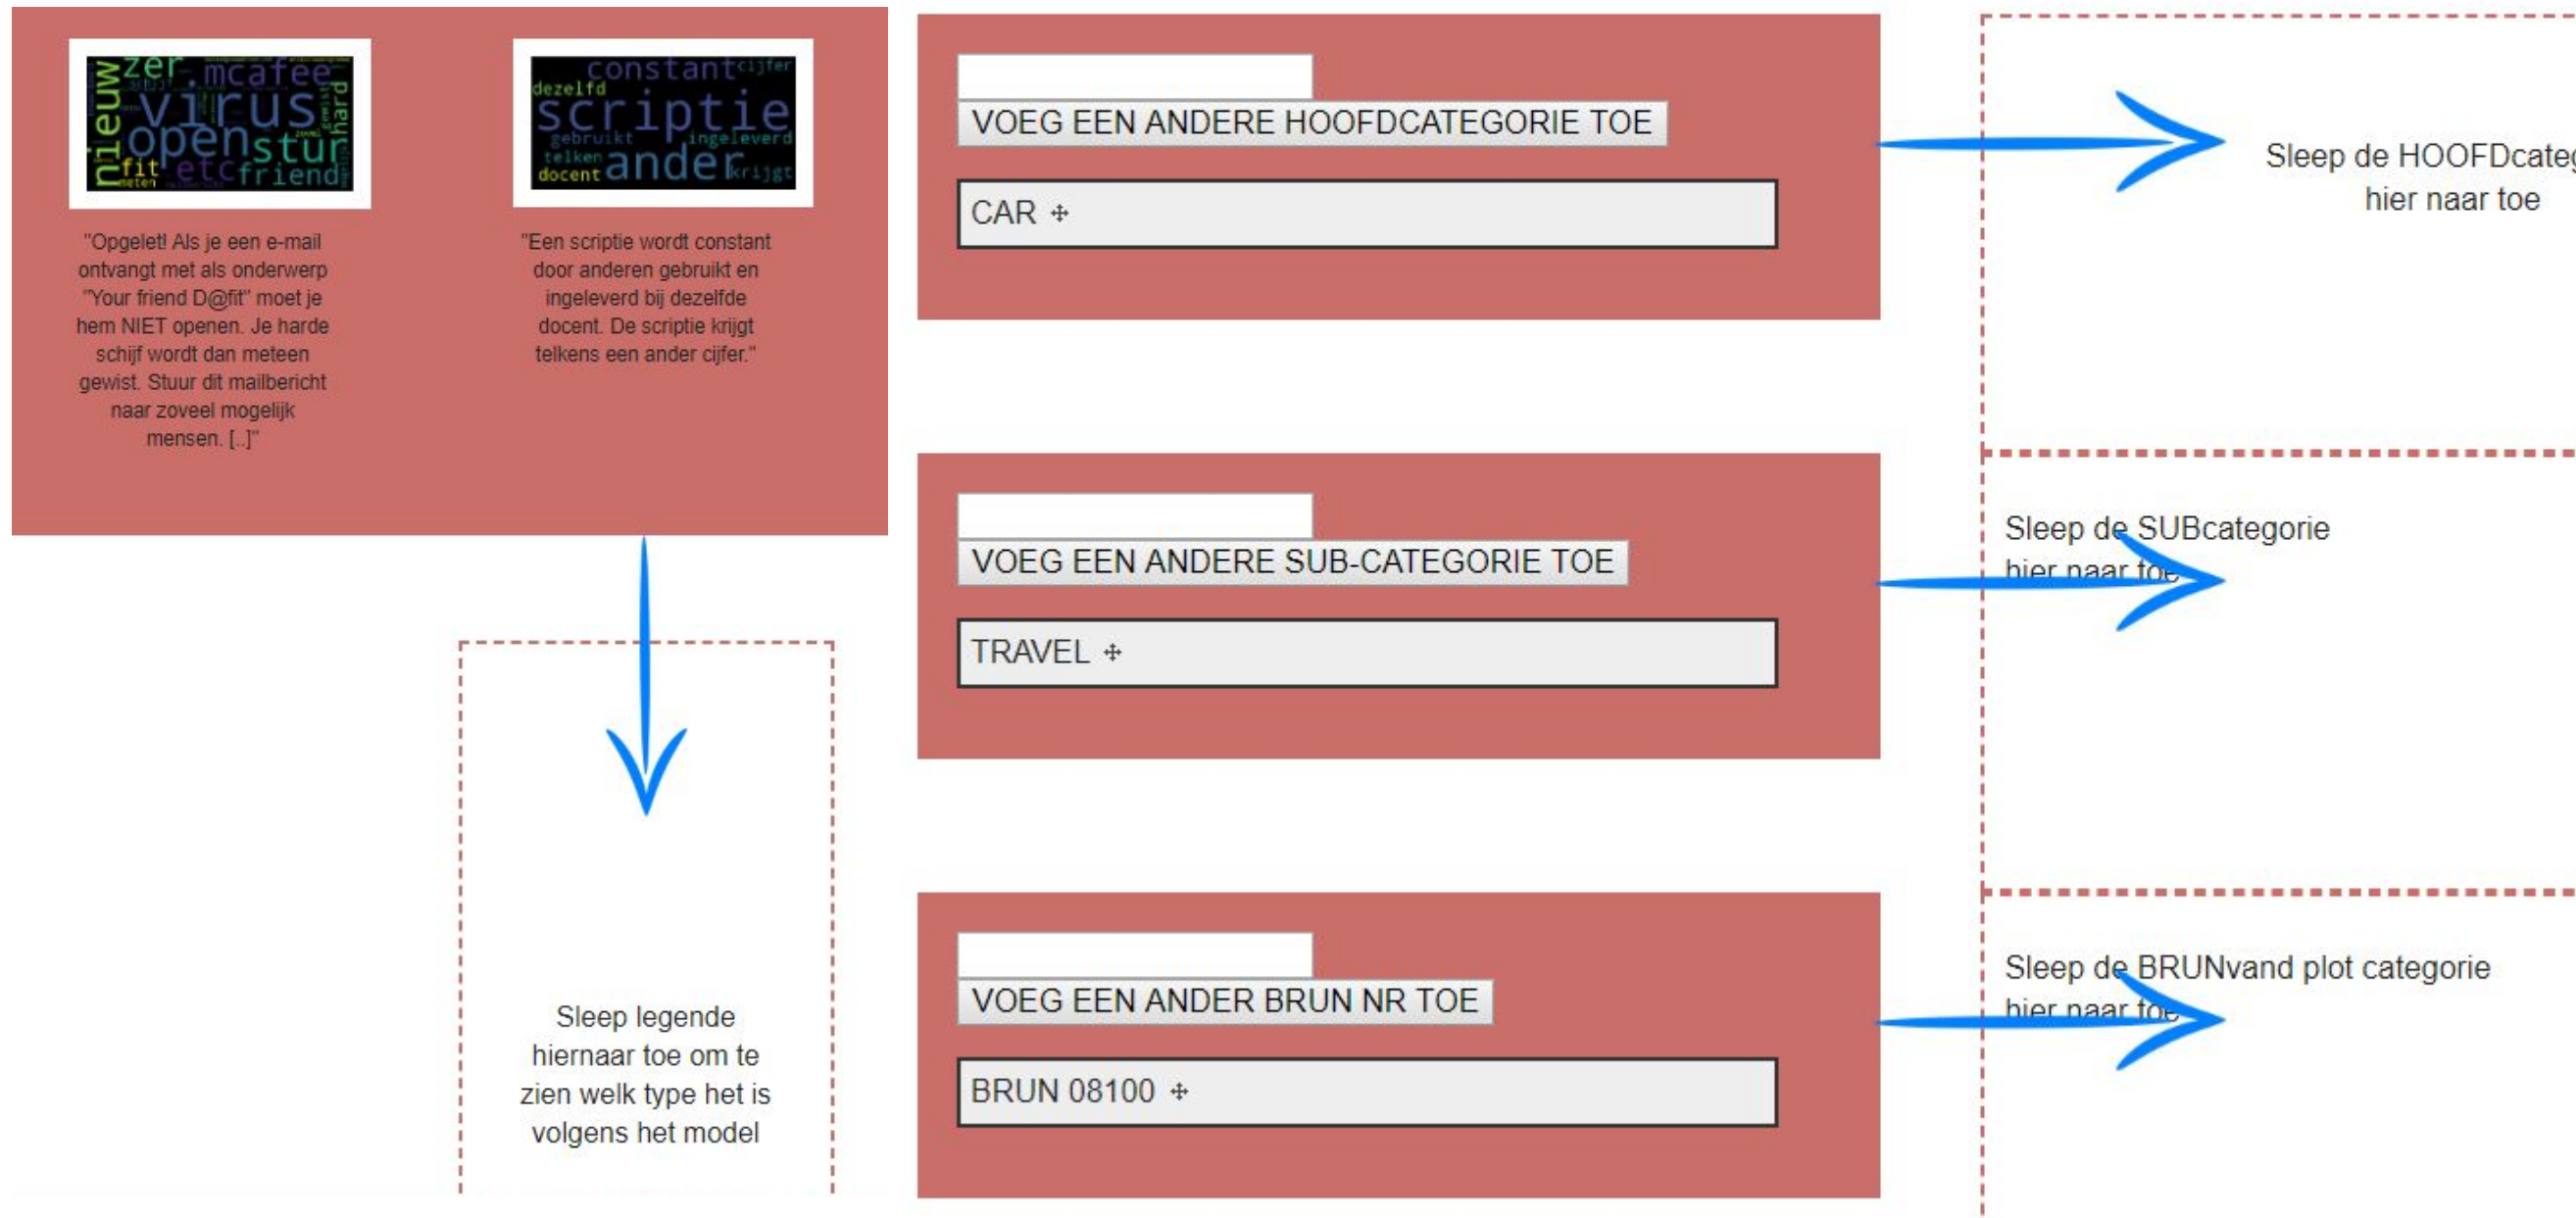 zer mcafee
nieuw
virus
hard
gewist
open stur
zovel
fit etc friend
meten
constant cijfer
dezelfd
scriptie
gebruikt ingeleverd
telken
docent ander krijgt
"Opgelet! Als je een e-mail
ontvangt met als onderwerp
"Your friend D@fit" moet je
hem NIET openen. Je harde
schijf wordt dan meteen
gewist. Stuur dit mailbericht
naar zoveel mogelijk
mensen. [..]"
"Een scriptie wordt constant
door anderen gebruikt en
ingeleverd bij dezelfde
docent. De scriptie krijgt
telkens een ander cijfer."
Sleep legende
hiernaar toe om te
zien welk type het is
volgens het model
VOEG EEN ANDERE HOOFDCATEGORIE TOE
CAR
Sleep de HOOFDcateg
hier naar toe
VOEG EEN ANDERE SUB-CATEGORIE TOE
TRAVEL
Sleep de SUBcategorie
hier naar toe
VOEG EEN ANDER BRUN NR TOE
BRUN 08100
Sleep de BRUNvand plot categorie
hier naar toe